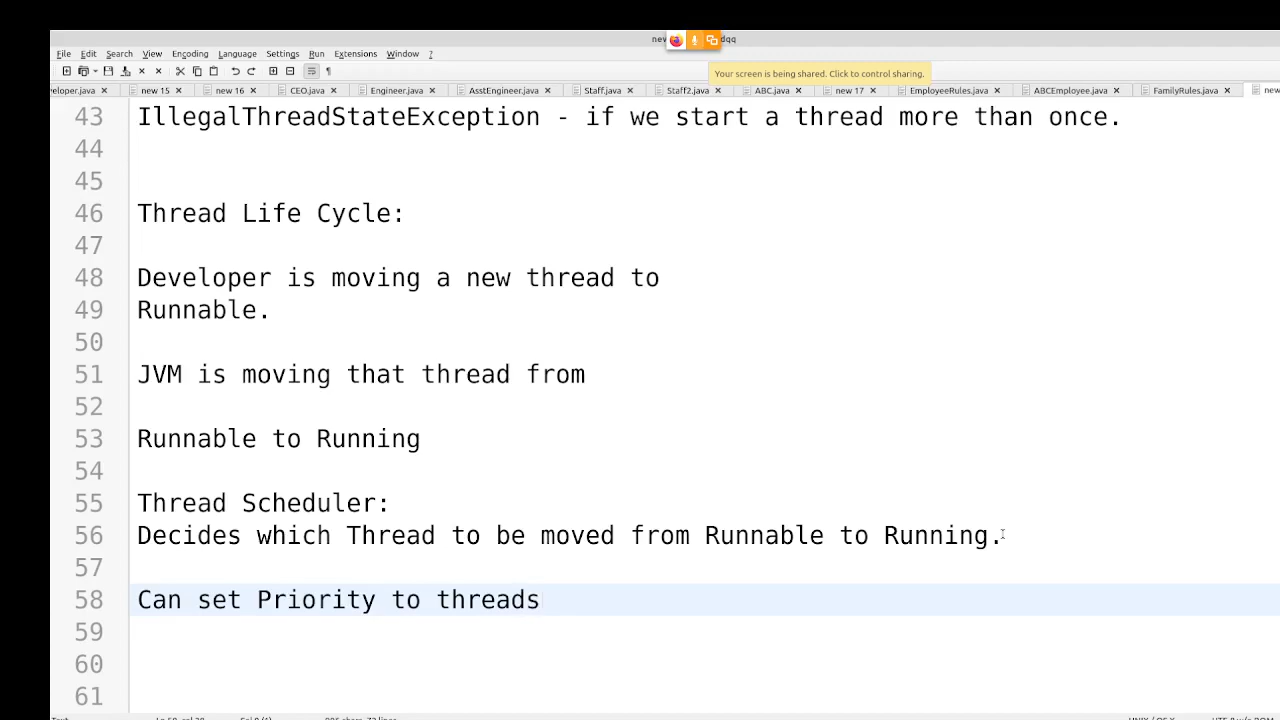 new dqq
File Edit Search View Encoding Language Settings Run Extensions Window ?
Your screen is being shared. Click to control sharing.
eloper.java new 15 new 16 CEO.java Engineer.java AsstEngineer.java Staff.java Staff2.java ABC.java new 17 EmployeeRules.java ABCEmployee.java FamilyRules.java new
43 IllegalThreadStateException - if we start a thread more than once.
44
45
46 Thread Life Cycle:
47
48 Developer is moving a new thread to
49 Runnable.
50
51 JVM is moving that thread from
52
53 Runnable to Running
54
55 Thread Scheduler:
56 Decides which Thread to be moved from Runnable to Running.
57
58 Can set Priority to threads
59
60
61